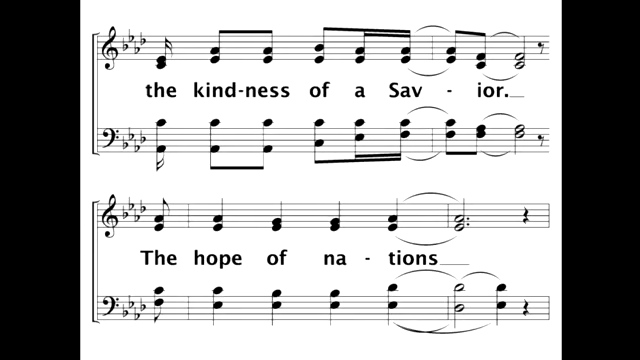 the kind-ness of a Sav - ior.
The hope of na - tions